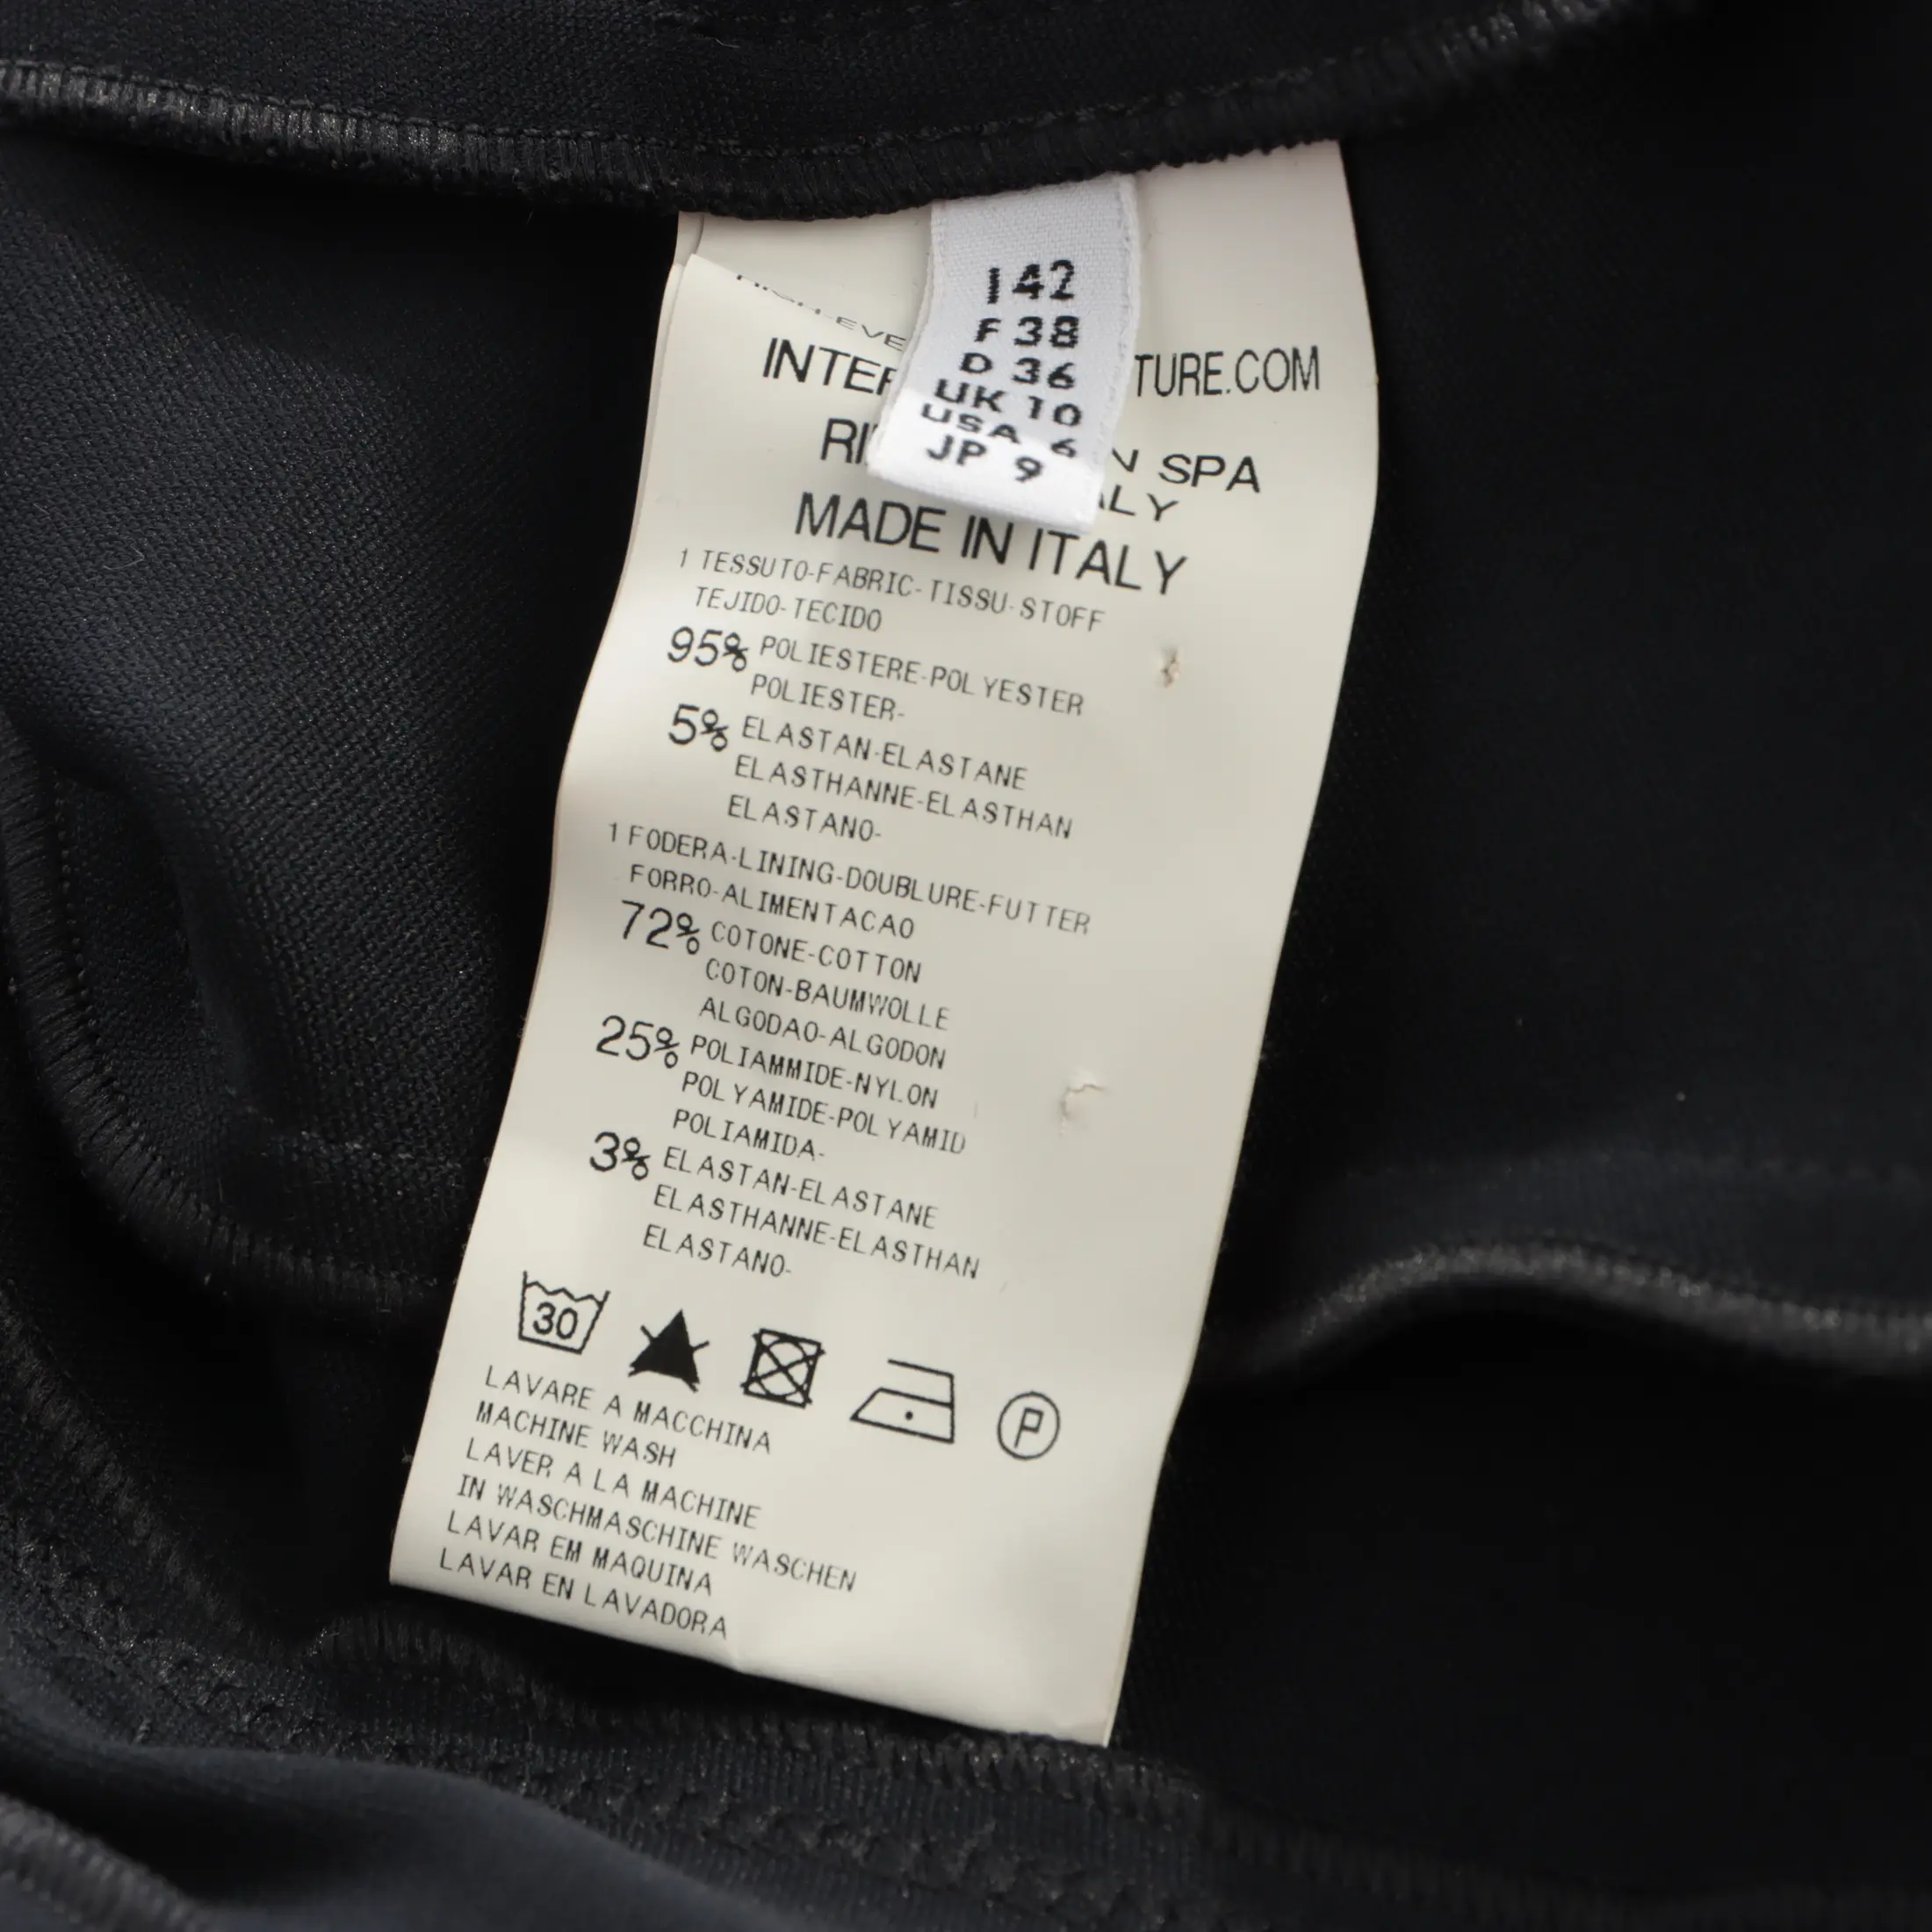 I 42
F 38
D 36
UK 10
USA 6
JP 9
TURE.COM
SPA
MADE IN ITALY
1 TESSUTO-FABRIC-TISSU-STOFF
TEJIDO-TECIDO
95% POLIESTERE-POLYESTER
POLIESTER-
5% ELASTAN-ELASTANE
ELASTHANNE-ELASTHAN
ELASTANO-
1 FODERA-LINING-DOUBLURE-FUTTER
FORRO-ALIMENTACAO
72% COTONE-COTTON
COTON-BAUMWOLLE
ALGODAO-ALGODON
25% POLIAMMIDE-NYLON
POLYAMIDE-POLYAMID
POLIAMIDA-
3% ELASTAN-ELASTANE
ELASTHANNE-ELASTHAN
ELASTANO-
30
P
LAVARE A MACCHINA
MACHINE WASH
LAVER A LA MACHINE
IN WASCHMASCHINE WASCHEN
LAVAR EM MAQUINA
LAVAR EN LAVADORA